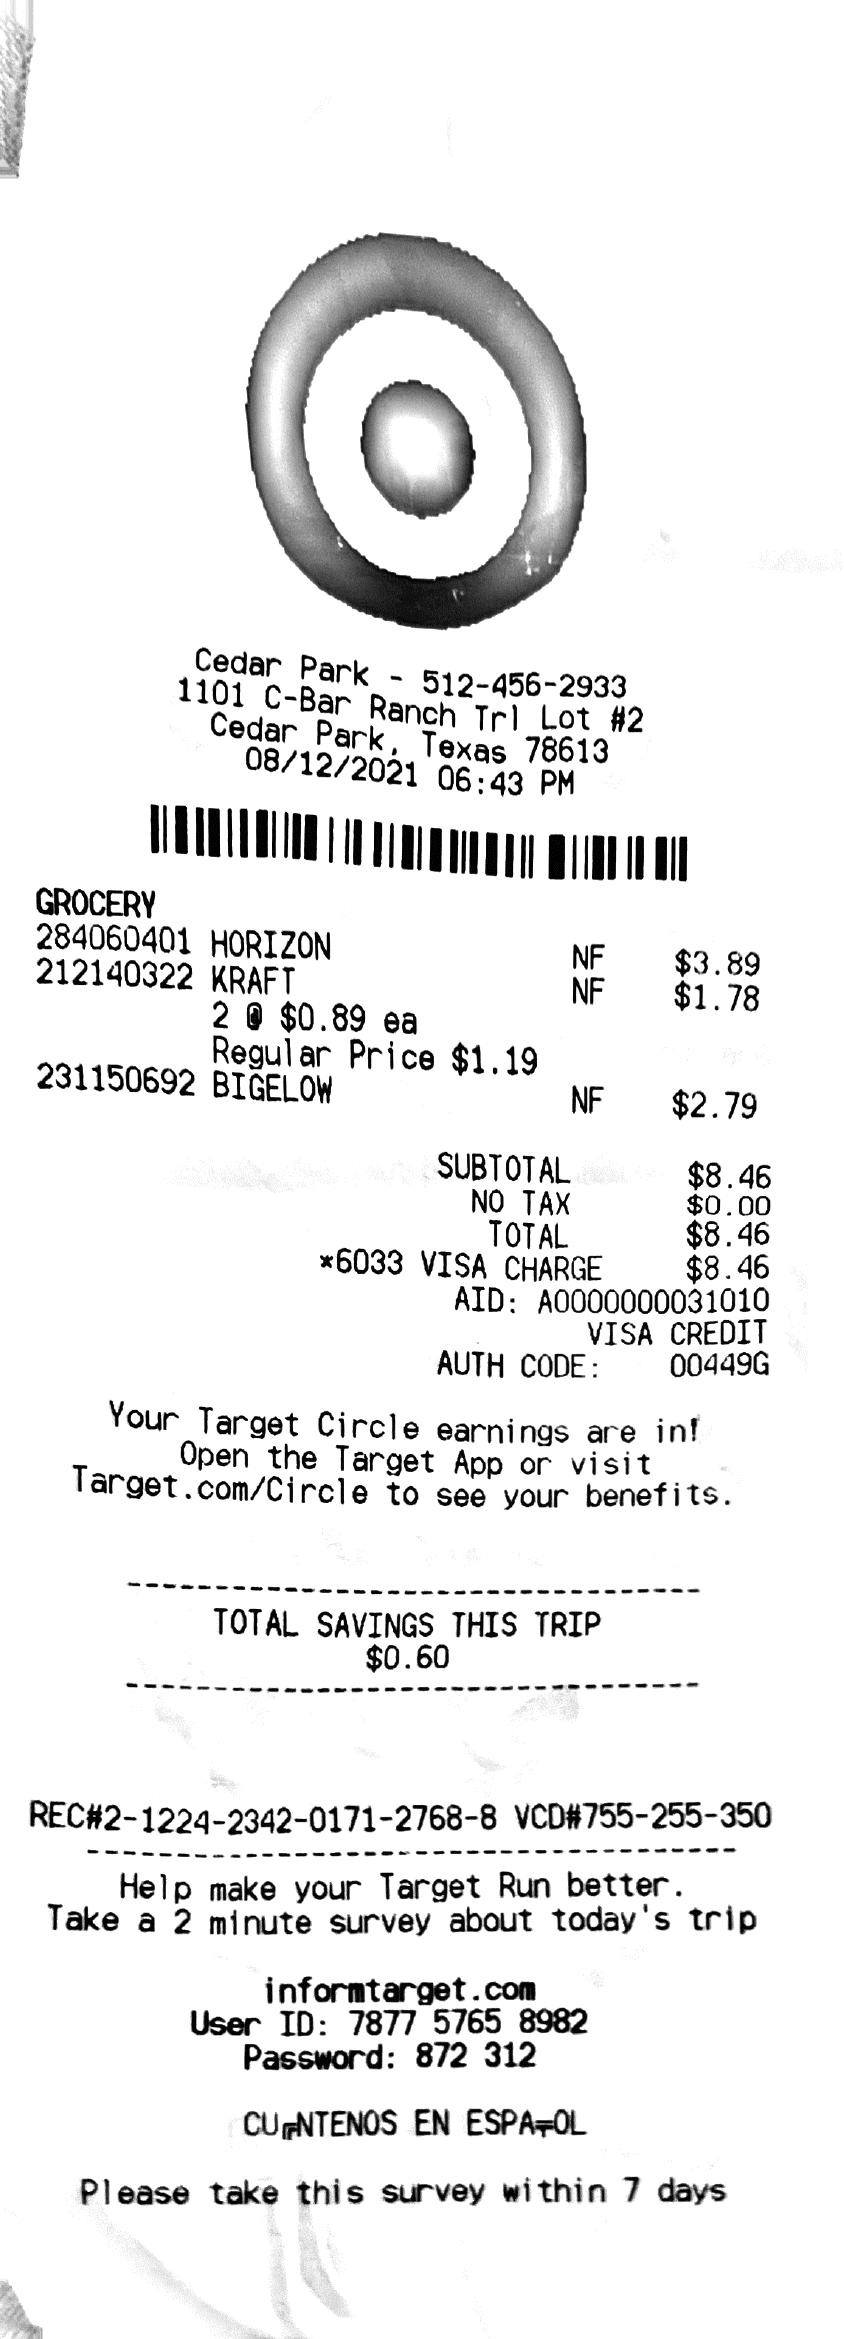 Cedar Park - 512-456-2933
1101 C-Bar Ranch Trl Lot #2
Cedar Park, Texas 78613
08/12/2021 06:43 PM
GROCERY
284060401 HORIZON NF $3.89
212140322 KRAFT NF $1.78
2 @ $0.89 ea
Regular Price $1.19
231150692 BIGELOW NF $2.79
SUBTOTAL $8.46
NO TAX $0.00
TOTAL $8.46
*6033 VISA CHARGE $8.46
AID: A0000000031010
VISA CREDIT
AUTH CODE: 00449G
Your Target Circle earnings are in!
Open the Target App or visit
Target.com/Circle to see your benefits.
TOTAL SAVINGS THIS TRIP
$0.60
REC#2-1224-2342-0171-2768-8 VCD#755-255-350
Help make your Target Run better.
Take a 2 minute survey about today's trip
informtarget.com
User ID: 7877 5765 8982
Password: 872 312
CU╔NTENOS EN ESPA╤OL
Please take this survey within 7 days